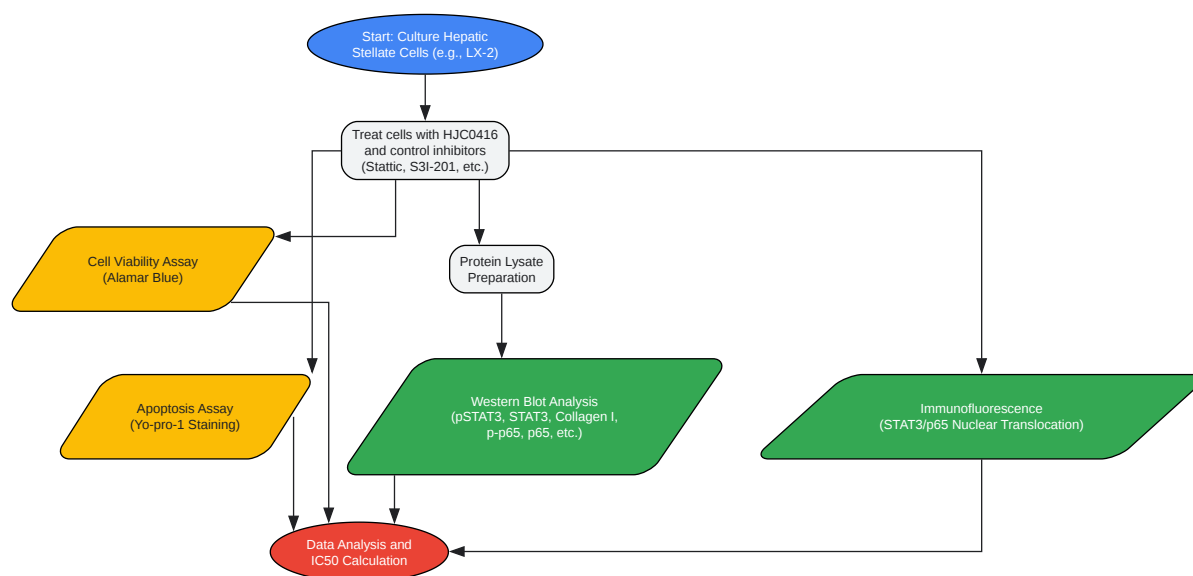 Start: Culture Hepatic
Stellate Cells (e.g., LX-2)
Treat cells with HJC0416
and control inhibitors
(Stattic, S3I-201, etc.)
Cell Viability Assay
(Alamar Blue)
Protein Lysate
Preparation
Apoptosis Assay
(Yo-pro-1 Staining)
Western Blot Analysis
(pSTAT3, STAT3, Collagen I,
p-p65, p65, etc.)
Immunofluorescence
(STAT3/p65 Nuclear Translocation)
Data Analysis and
IC50 Calculation